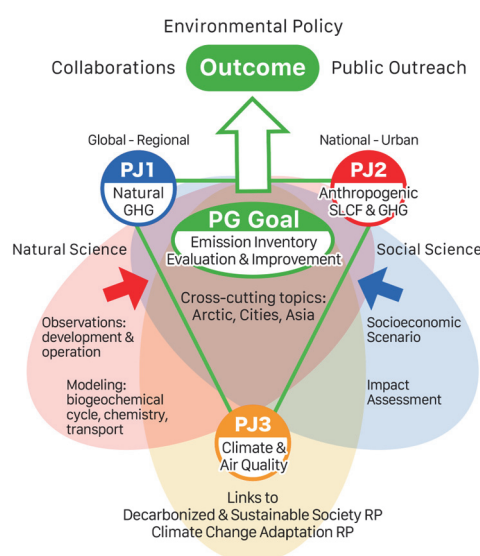 Environmental Policy
Collaborations
Outcome
Public Outreach
Global - Regional
National - Urban
PJ1
Natural
GHG
PJ2
Anthropogenic
SLCF & GHG
PG Goal
Emission Inventory
Evaluation & Improvement
Natural Science
Social Science
Cross-cutting topics:
Arctic, Cities, Asia
Observations:
development &
operation
Modeling:
biogeochemical
cycle, chemistry,
transport
Socioeconomic
Scenario
Impact
Assessment
PJ3
Climate &
Air Quality
Links to
Decarbonized & Sustainable Society RP
Climate Change Adaptation RP